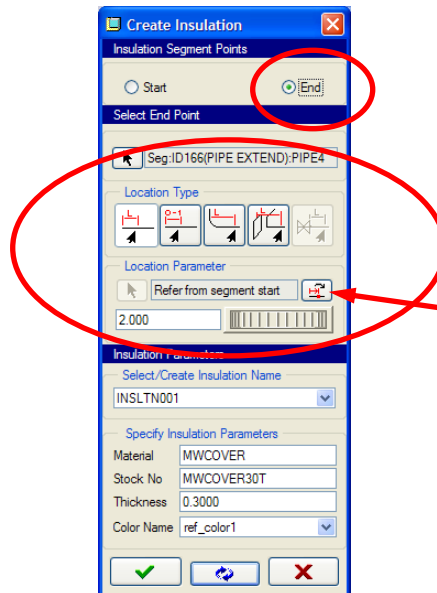 Create Insulation
Insulation Segment Points
Start End
Select End Point
Seg:ID166(PIPE EXTEND):PIPE4
Location Type
0-1
Location Parameter
Refer from segment start
2.000
Insulation Parameters
Select/Create Insulation Name
INSLTN001
Specify Insulation Parameters
Material MWCOVER
Stock No MWCOVER30T
Thickness 0.3000
Color Name ref_color1